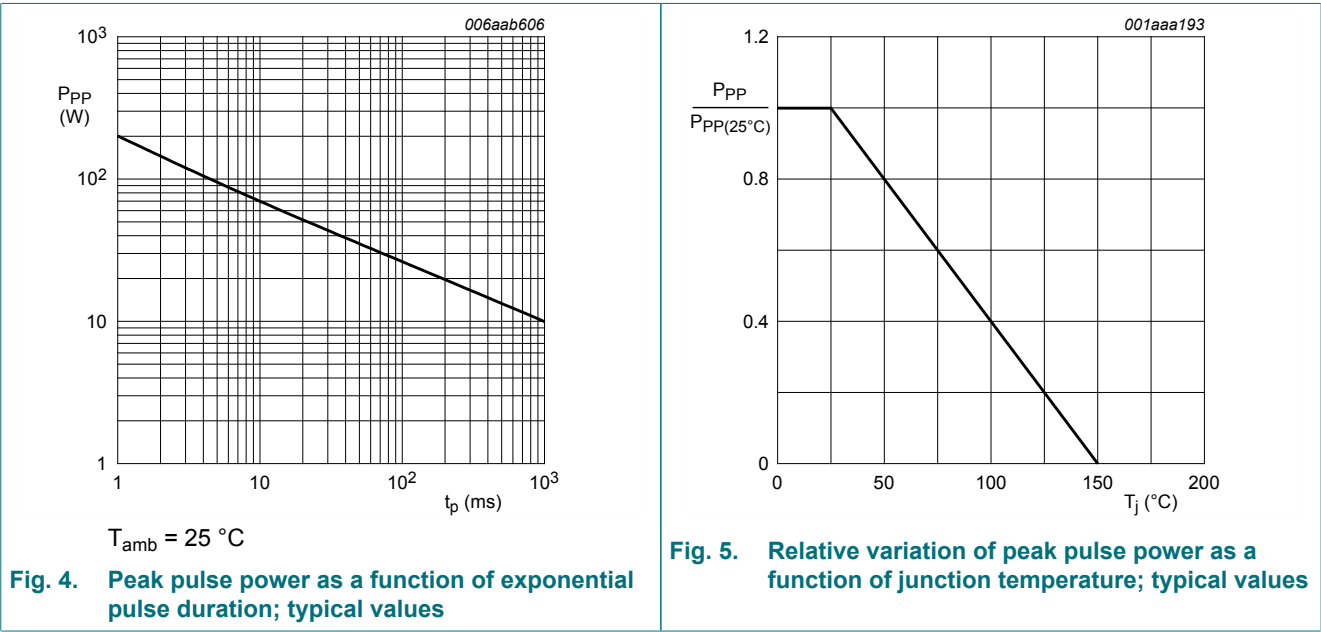 006aab606
10³
P_PP
(W)
10²
10
1
1 10 10² 10³
t_p (ms)
T_amb = 25 °C
Fig. 4. Peak pulse power as a function of exponential
pulse duration; typical values
001aaa193
1.2
P_PP
P_PP(25°C)
0.8
0.4
0
0 50 100 150 200
T_j (°C)
Fig. 5. Relative variation of peak pulse power as a
function of junction temperature; typical values